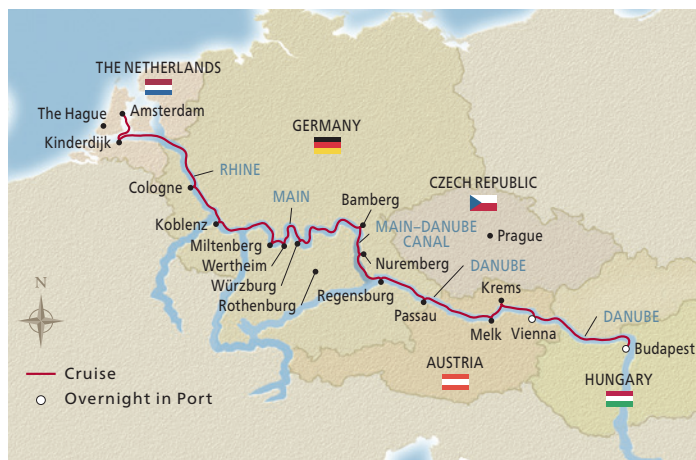 THE NETHERLANDS
The Hague
Amsterdam
Kinderdijk
GERMANY
RHINE
Cologne
MAIN
Koblenz
Bamberg
CZECH REPUBLIC
MAIN–DANUBE
CANAL
Prague
Miltenberg
Wertheim
Würzburg
Rothenburg
Nuremberg
Regensburg
DANUBE
Krems
Passau
Melk
Vienna
DANUBE
Budapest
AUSTRIA
HUNGARY
N
Cruise
Overnight in Port